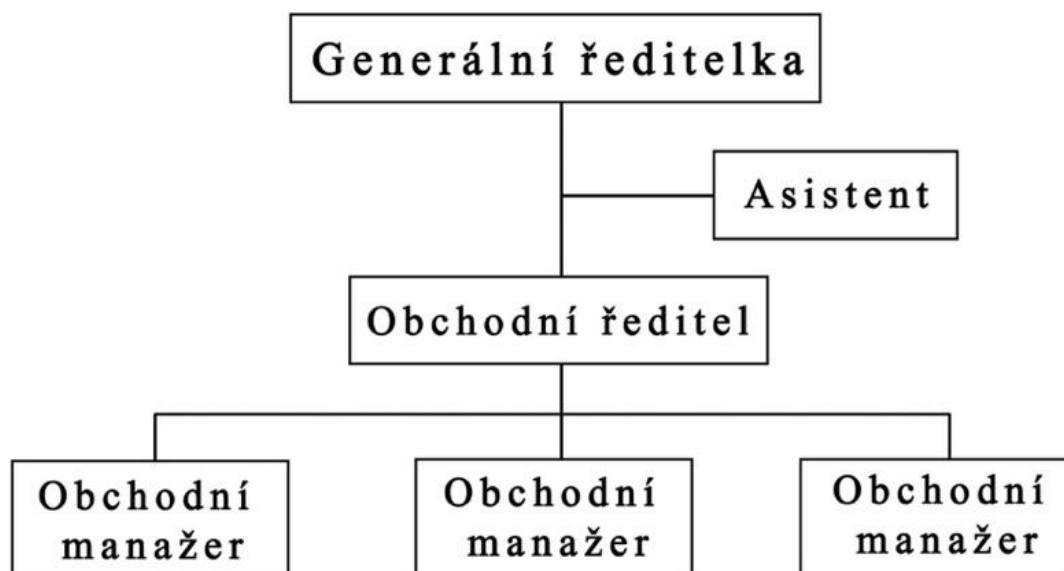 Generální ředitelka
Asistent
Obchodní ředitel
Obchodní
manažer
Obchodní
manažer
Obchodní
manažer